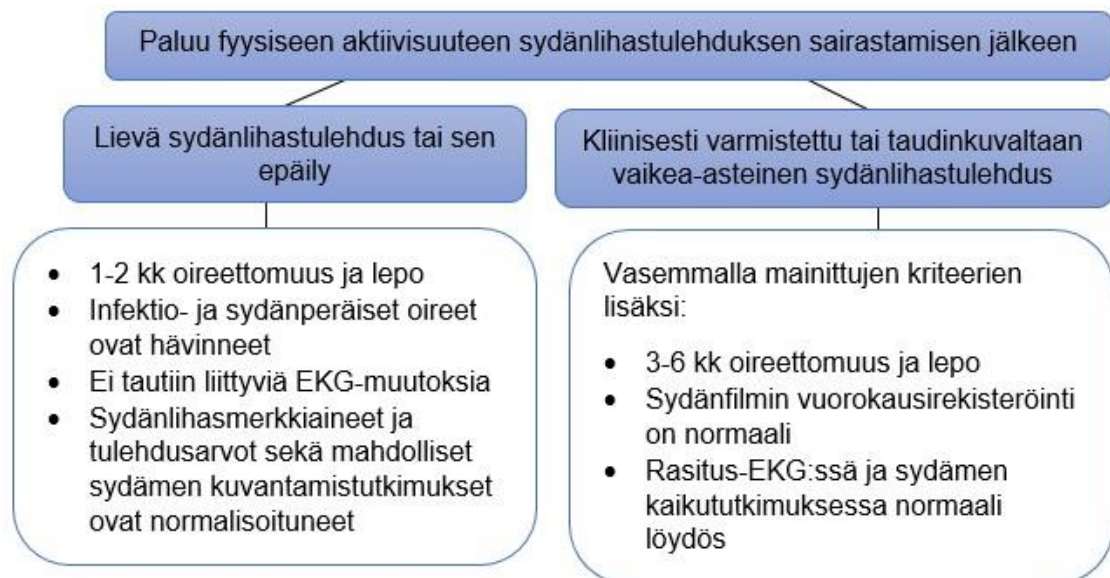 Paluu fyysiseen aktiivisuuteen sydänlihastulehduksen sairastamisen jälkeen
Lievä sydänlihastulehdus tai sen
epäily
• 1-2 kk oireettomuus ja lepo
• Infektio- ja sydänperäiset oireet
ovat hävinneet
• Ei tautiin liittyviä EKG-muutoksia
• Sydänlihasmerkkiaineet ja
tulehdusarvot sekä mahdolliset
sydämen kuvantamistutkimukset
ovat normalisoituneet
Kliinisesti varmistettu tai taudinkuvaltaan
vaikea-asteinen sydänlihastulehdus
Vasemmalla mainittujen kriteerien
lisäksi:
• 3-6 kk oireettomuus ja lepo
• Sydänfilmin vuorokausirekisteröinti
on normaali
• Rasitus-EKG:ssä ja sydämen
kaikututkimuksessa normaali
löydös